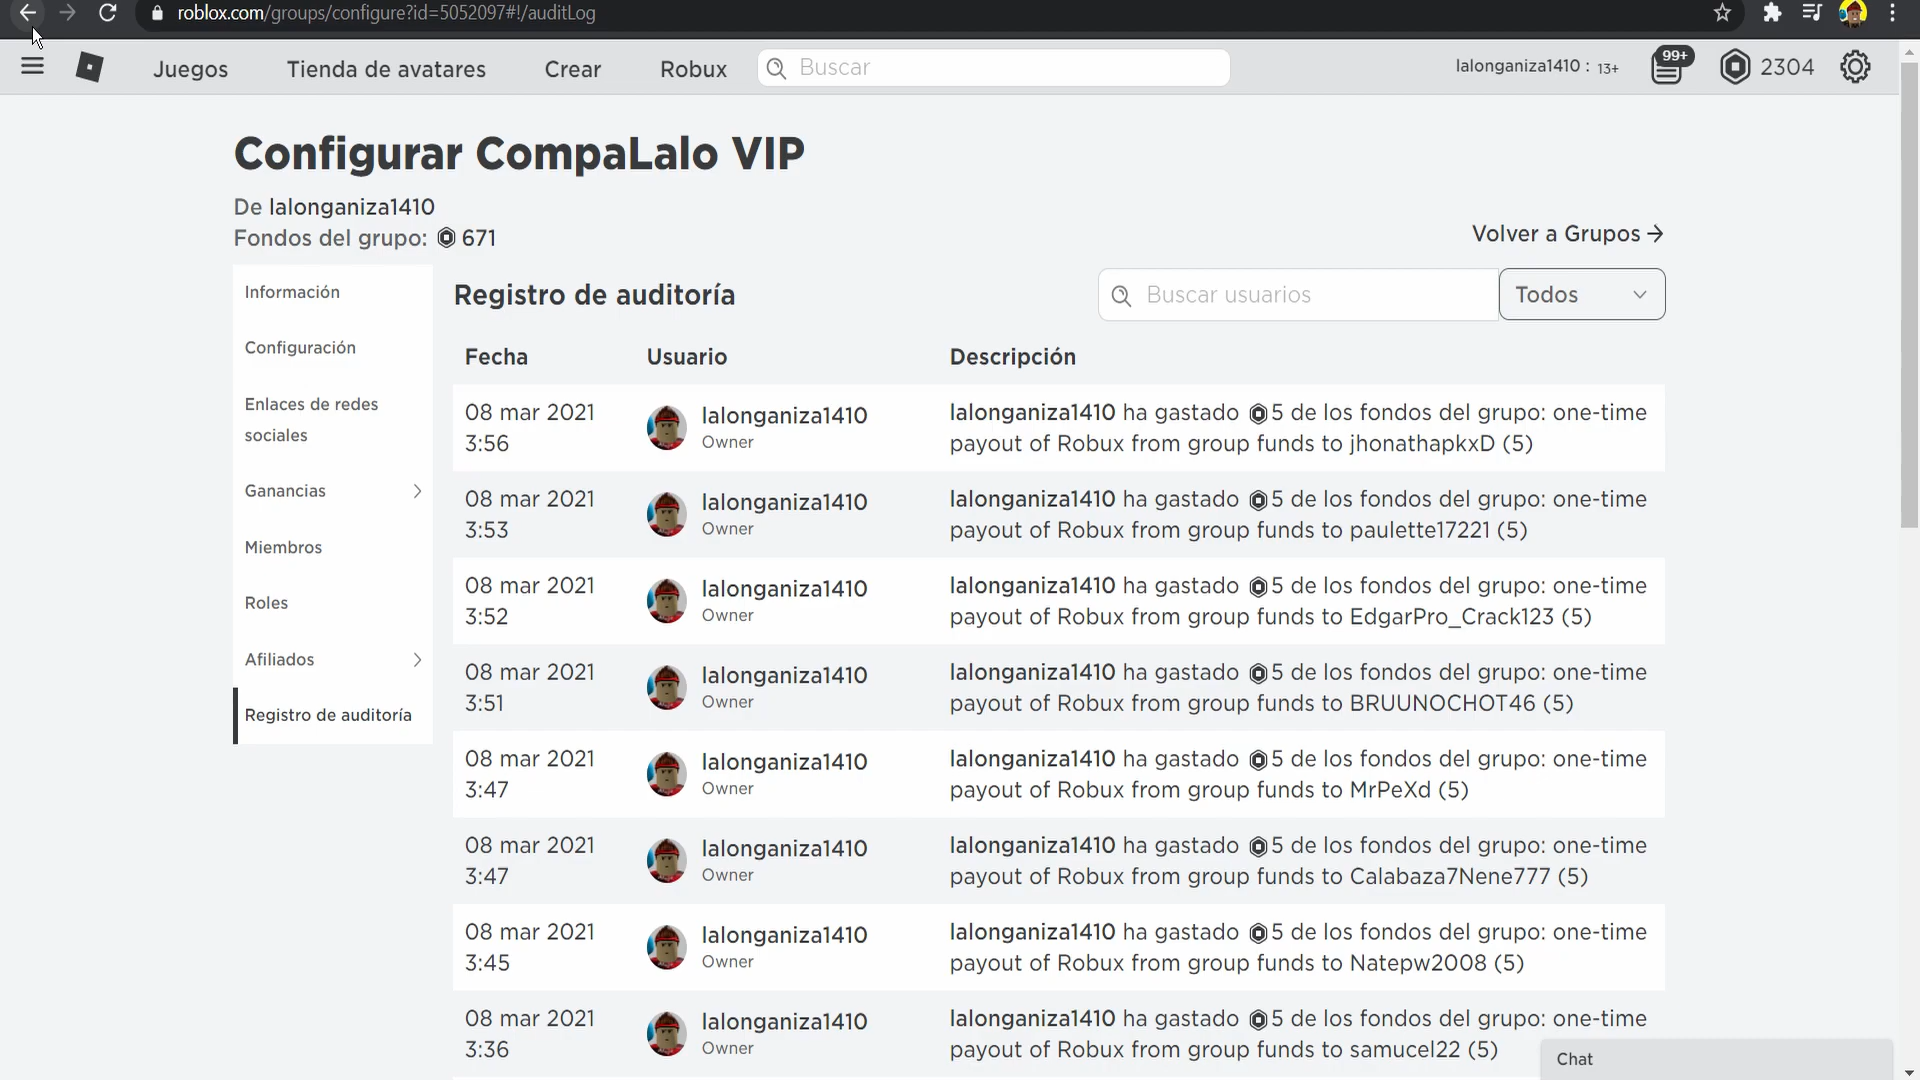 roblox.com/groups/configure?id=5052097#!/auditLog
Juegos
Tienda de avatares
Crear
Robux
Buscar
lalonganiza1410 : 13+
99+
2304
Configurar CompaLalo VIP
De lalonganiza1410
Fondos del grupo: 671
Volver a Grupos →
Información
Configuración
Enlaces de redes
sociales
Ganancias
Miembros
Roles
Afiliados
Registro de auditoría
Registro de auditoría
Buscar usuarios
Todos
Fecha
Usuario
Descripción
08 mar 2021
3:56
lalonganiza1410
Owner
lalonganiza1410 ha gastado 5 de los fondos del grupo: one-time
payout of Robux from group funds to jhonathapkxD (5)
08 mar 2021
3:53
lalonganiza1410
Owner
lalonganiza1410 ha gastado 5 de los fondos del grupo: one-time
payout of Robux from group funds to paulette17221 (5)
08 mar 2021
3:52
lalonganiza1410
Owner
lalonganiza1410 ha gastado 5 de los fondos del grupo: one-time
payout of Robux from group funds to EdgarPro_Crack123 (5)
08 mar 2021
3:51
lalonganiza1410
Owner
lalonganiza1410 ha gastado 5 de los fondos del grupo: one-time
payout of Robux from group funds to BRUUNOCHOT46 (5)
08 mar 2021
3:47
lalonganiza1410
Owner
lalonganiza1410 ha gastado 5 de los fondos del grupo: one-time
payout of Robux from group funds to MrPeXd (5)
08 mar 2021
3:47
lalonganiza1410
Owner
lalonganiza1410 ha gastado 5 de los fondos del grupo: one-time
payout of Robux from group funds to Calabaza7Nene777 (5)
08 mar 2021
3:45
lalonganiza1410
Owner
lalonganiza1410 ha gastado 5 de los fondos del grupo: one-time
payout of Robux from group funds to Natepw2008 (5)
08 mar 2021
3:36
lalonganiza1410
Owner
lalonganiza1410 ha gastado 5 de los fondos del grupo: one-time
payout of Robux from group funds to samucel22 (5)
Chat